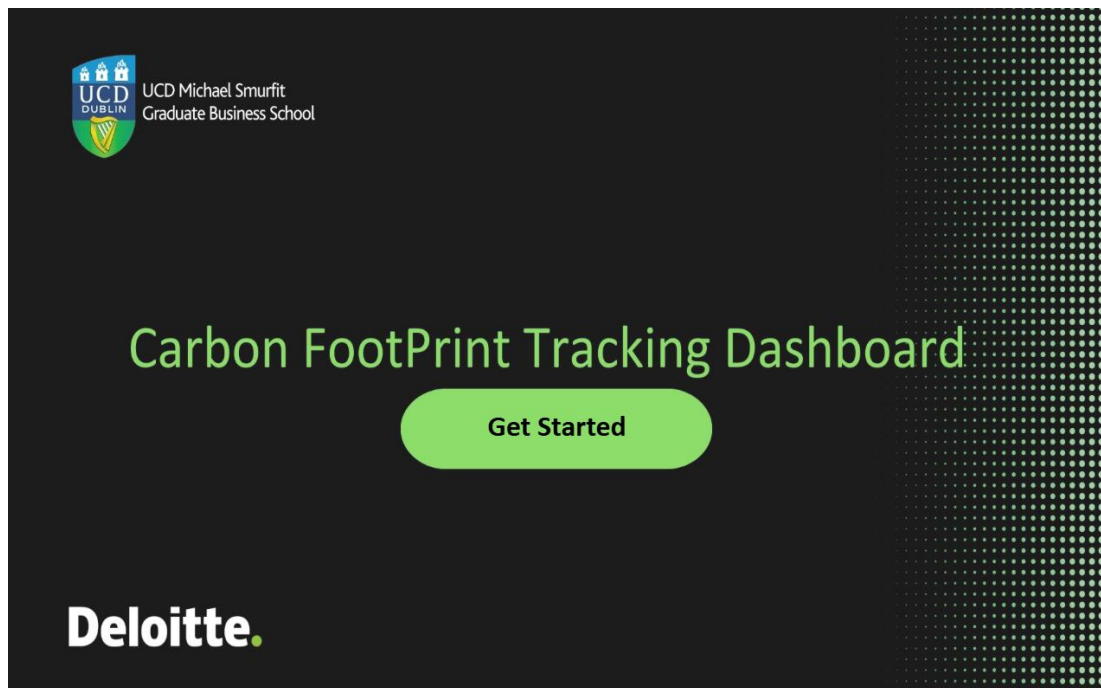 UCD
DUBLIN
UCD Michael Smurfit
Graduate Business School
Carbon FootPrint Tracking Dashboard
Get Started
Deloitte.